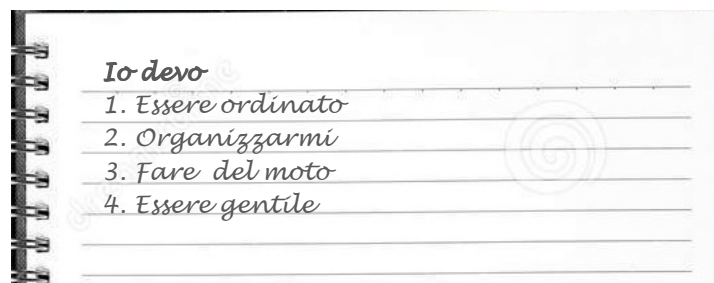 Io devo
1. Essere ordinato
2. Organizzarmi
3. Fare del moto
4. Essere gentile